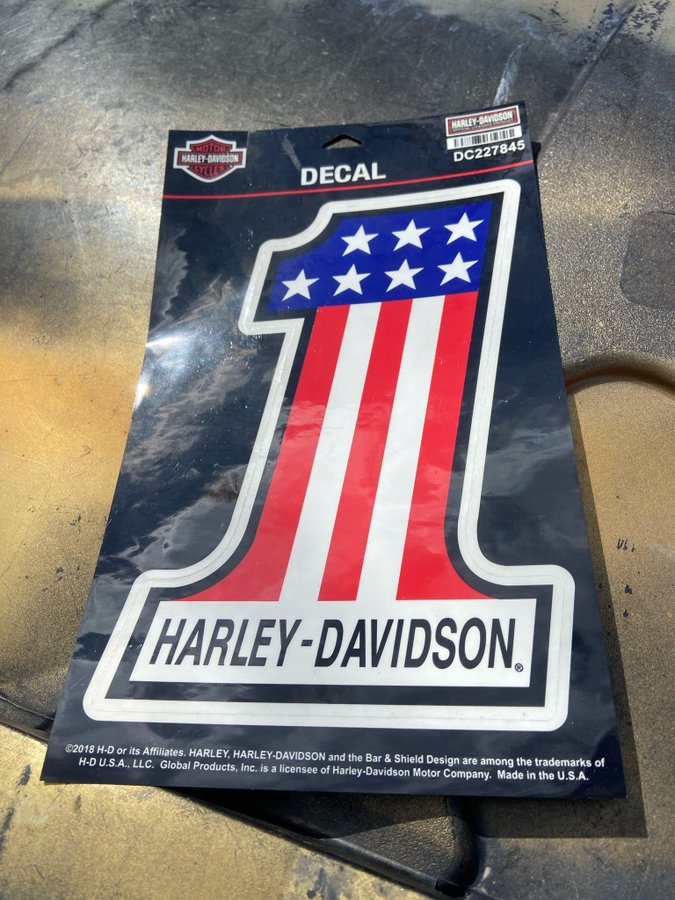 MOTOR
HARLEY-DAVIDSON
CYCLES
DECAL
HARLEY-DAVIDSON
DC227845
HARLEY-DAVIDSON®
©2018 H-D or its Affiliates. HARLEY, HARLEY-DAVIDSON and the Bar & Shield Design are among the trademarks of
H-D U.S.A., LLC. Global Products, Inc. is a licensee of Harley-Davidson Motor Company. Made in the U.S.A.